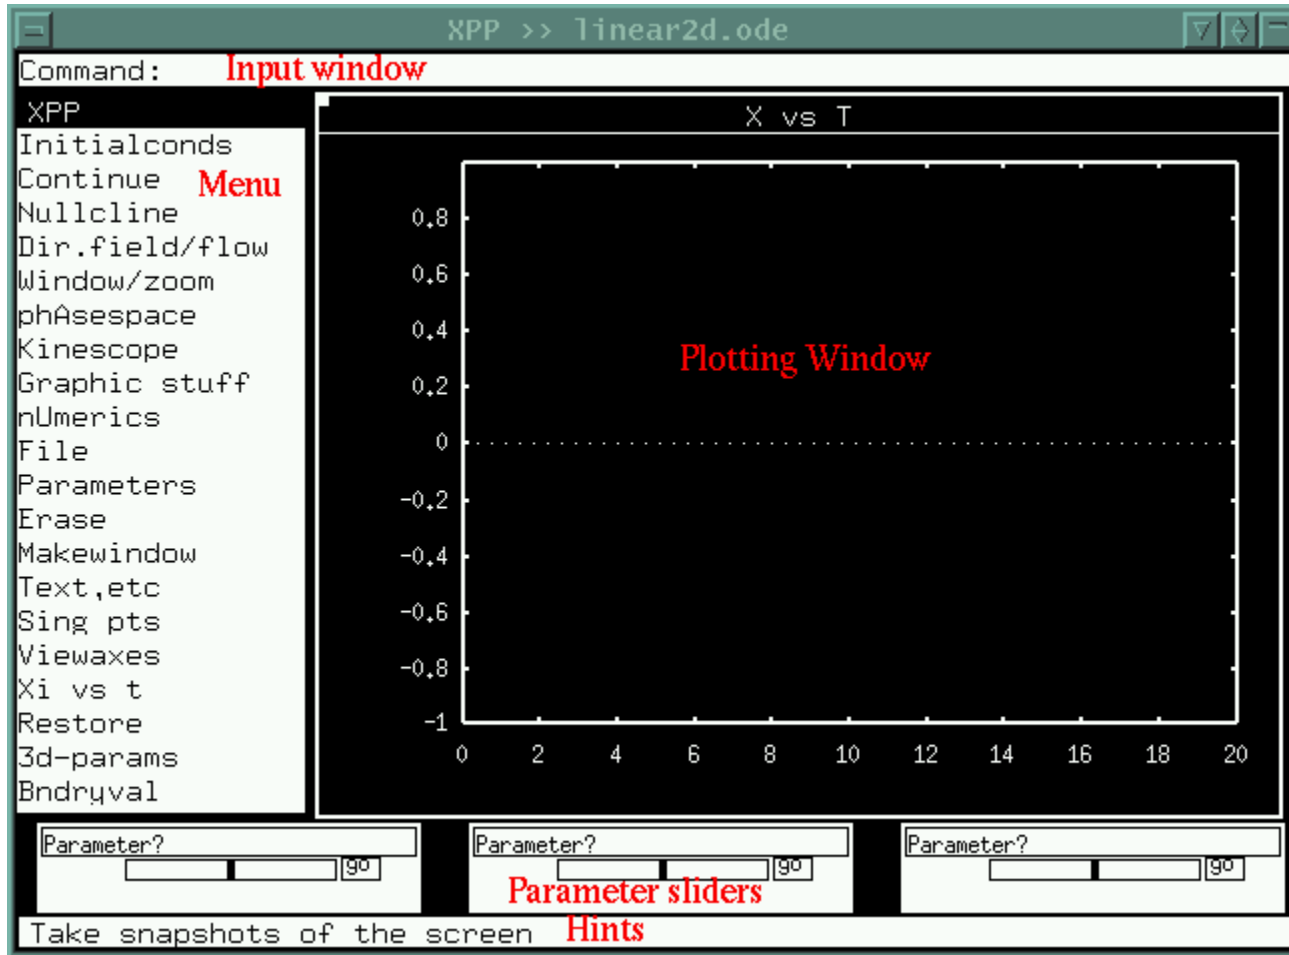 XPP >> linear2d.ode
Command: Input window
XPP
X vs T
Initialconds
Continue
Menu
Nullcline
Dir.field/flow
Window/zoom
phAsespace
Kinescope
Graphic stuff
nUmerics
File
Parameters
Erase
Makewindow
Text,etc
Sing pts
Viewaxes
Xi vs t
Restore
3d-params
Bndryval
0.8
0.6
0.4
Plotting Window
0.2
0
-0.2
-0.4
-0.6
-0.8
-1
0 2 4 6 8 10 12 14 16 18 20
Parameter? Parameter? Parameter?
go go go
Parameter sliders
Take snapshots of the screen Hints